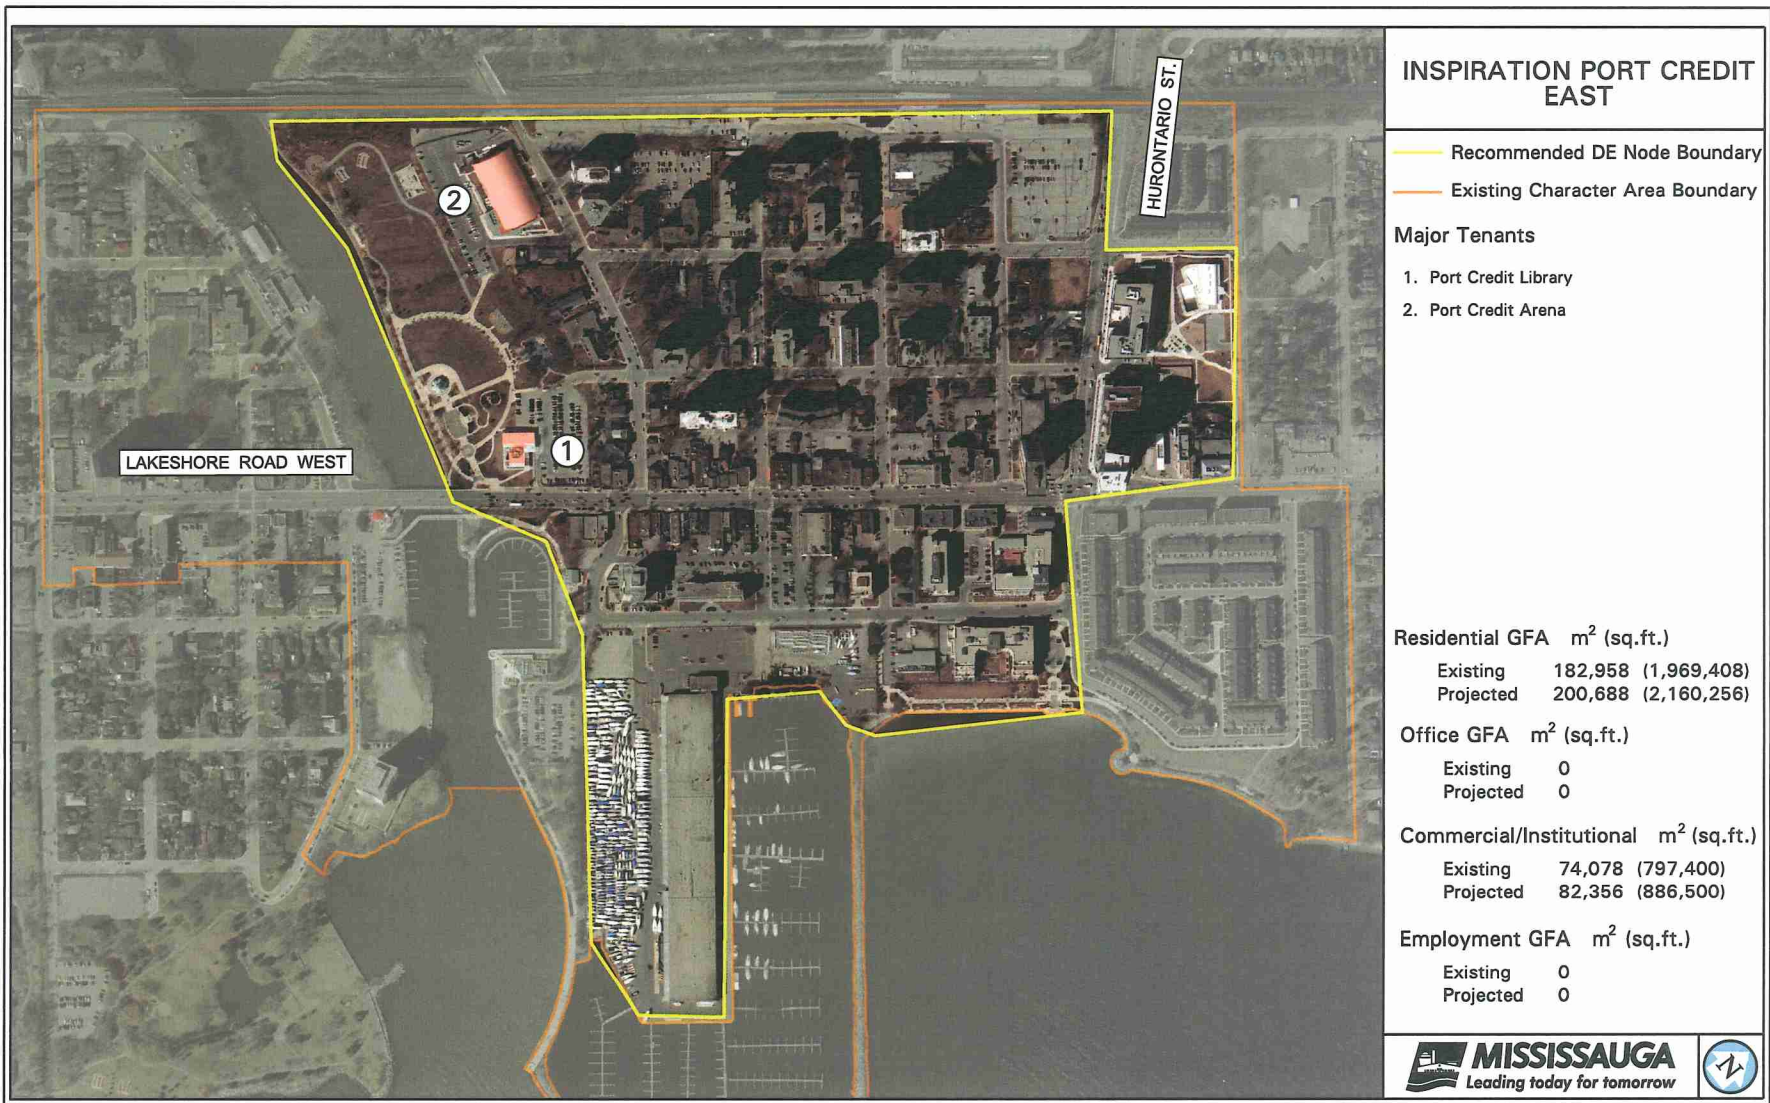 INSPIRATION PORT CREDIT
EAST
Recommended DE Node Boundary
Existing Character Area Boundary
Major Tenants
1. Port Credit Library
2. Port Credit Arena
Residential GFA m² (sq.ft.)
Existing 182,958 (1,969,408)
Projected 200,688 (2,160,256)
Office GFA m² (sq.ft.)
Existing 0
Projected 0
Commercial/Institutional m² (sq.ft.)
Existing 74,078 (797,400)
Projected 82,356 (886,500)
Employment GFA m² (sq.ft.)
Existing 0
Projected 0
MISSISSAUGA
Leading today for tomorrow
Z
HURONTARIO ST.
2
1
LAKESHORE ROAD WEST